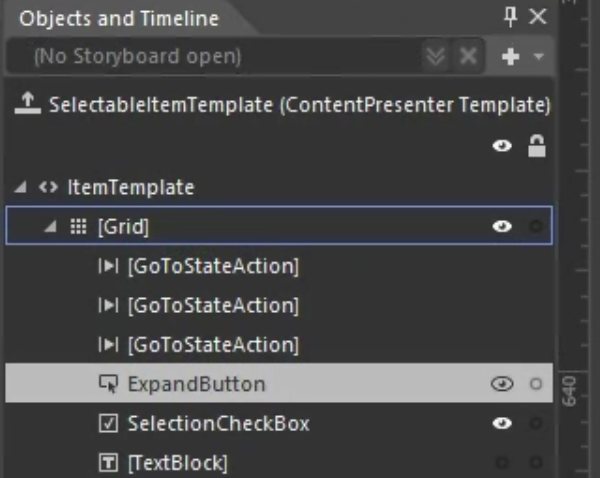 Objects and Timeline
(No Storyboard open)
SelectableItemTemplate (ContentPresenter Template)
ItemTemplate
[Grid]
[GoToStateAction]
[GoToStateAction]
[GoToStateAction]
ExpandButton
640
SelectionCheckBox
[TextBlock]